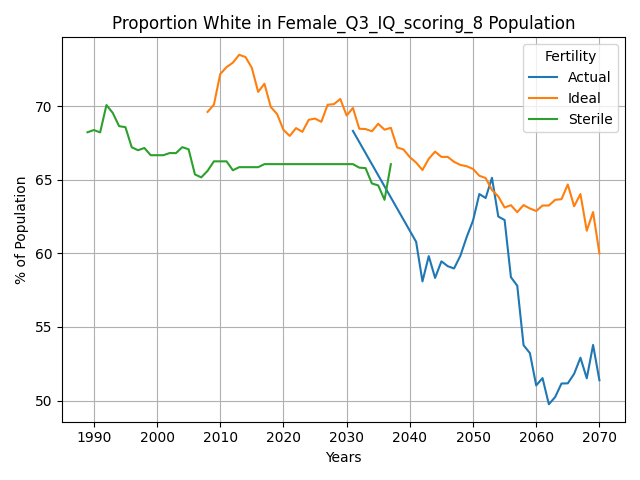 Proportion White in Female_Q3_IQ_scoring_8 Population
Fertility
Actual
Ideal
Sterile
% of Population
70
65
60
55
50
1990 2000 2010 2020 2030 2040 2050 2060 2070
Years